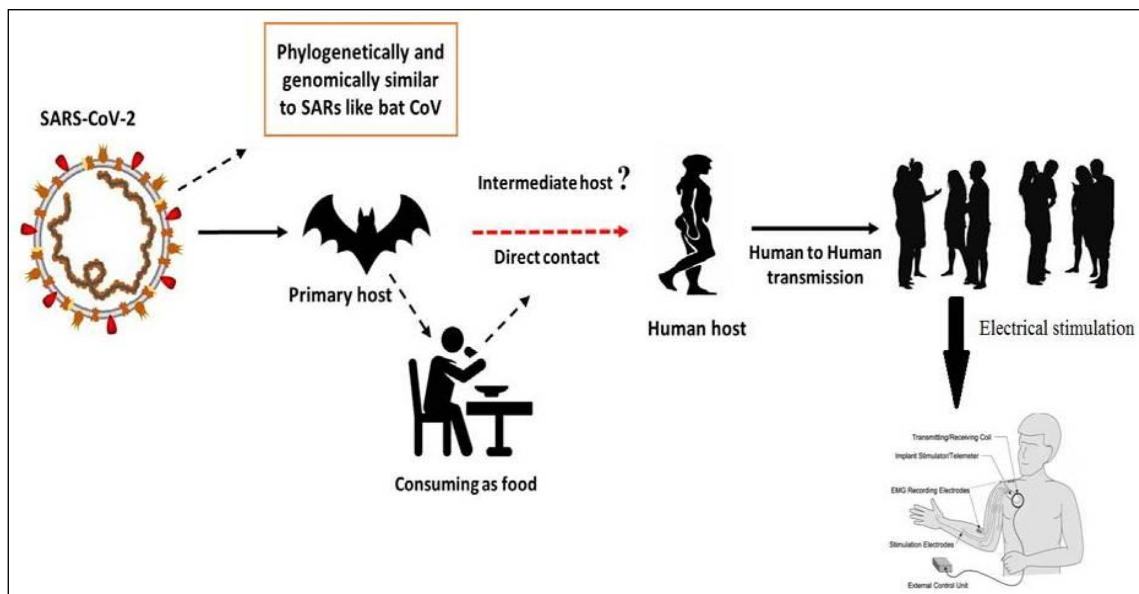 Phylogenetically and
genomically similar
to SARs like bat CoV
SARS-CoV-2
Intermediate host ?
Direct contact
Primary host
Human host
Human to Human
transmission
Electrical stimulation
Consuming as food
Transmitting/Receiving Coil
Implant Stimulator/Telemeter
EMG Recording Electrodes
Stimulation Electrodes
External Control Unit